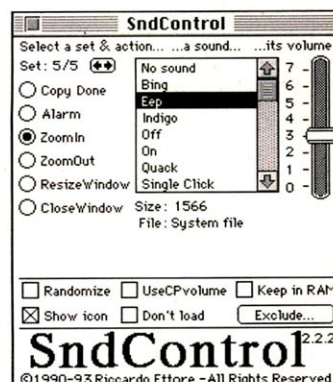 SndControl
Select a set & action... ...a sound... ...its volume
Set: 5/5
Copy Done
Alarm
ZoomIn
ZoomOut
ResizeWindow
CloseWindow
No sound
Bing
Eep
Indigo
Off
On
Quack
Single Click
7 -
6 -
5 -
4 -
3
2 -
1 -
0 -
Size: 1566
File: System file
Randomize UseCPvolume Keep in RAM
Show icon Don't load Exclude...
SndControl 2.2.2
©1990-93 Riccardo Ettore - All Rights Reserved